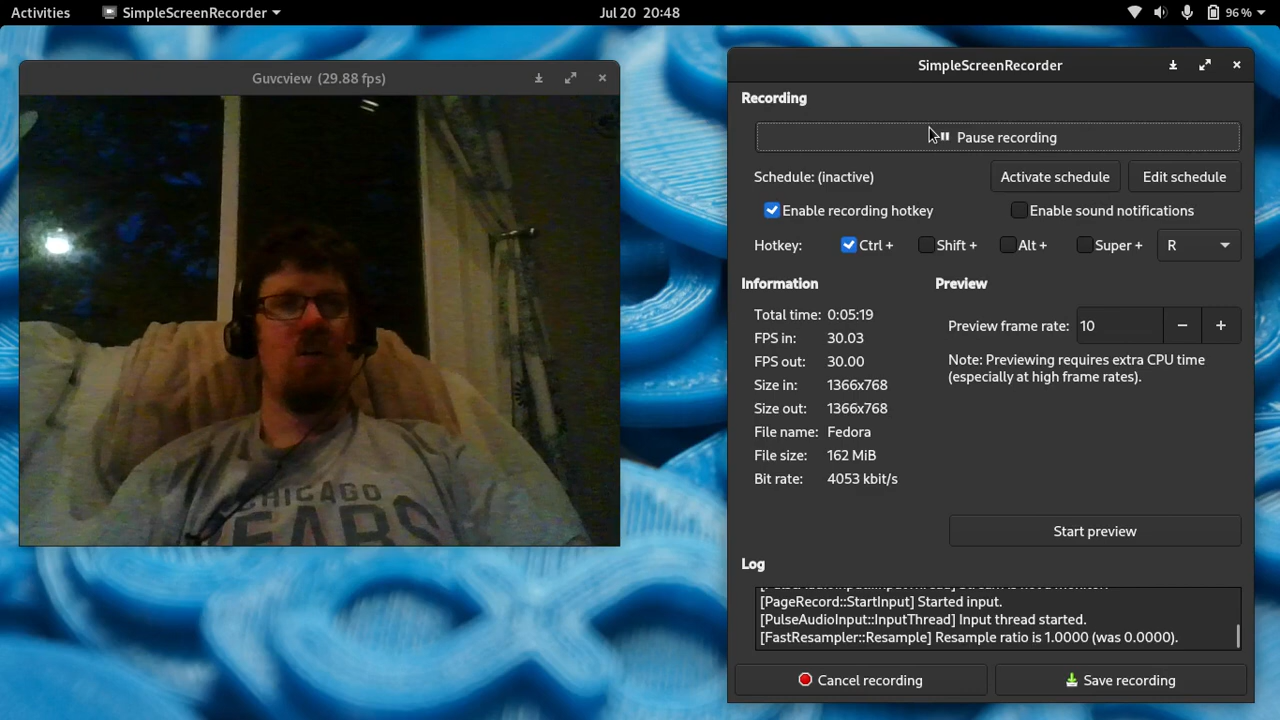 Activities SimpleScreenRecorder Jul 20 20:48 96 %
Guvcview (29.88 fps)
CHICAGO
BEARS
SimpleScreenRecorder
Recording
Pause recording
Schedule: (inactive) Activate schedule Edit schedule
Enable recording hotkey Enable sound notifications
Hotkey: Ctrl + Shift + Alt + Super + R
Information Preview
Total time: 0:05:19
FPS in: 30.03
Preview frame rate: 10
FPS out: 30.00
Note: Previewing requires extra CPU time
(especially at high frame rates).
Size in: 1366x768
Size out: 1366x768
File name: Fedora
File size: 162 MiB
Bit rate: 4053 kbit/s
Start preview
Log
[PageRecord::StartInput] Started input.
[PulseAudioInput::InputThread] Input thread started.
[FastResampler::Resample] Resample ratio is 1.0000 (was 0.0000).
Cancel recording Save recording